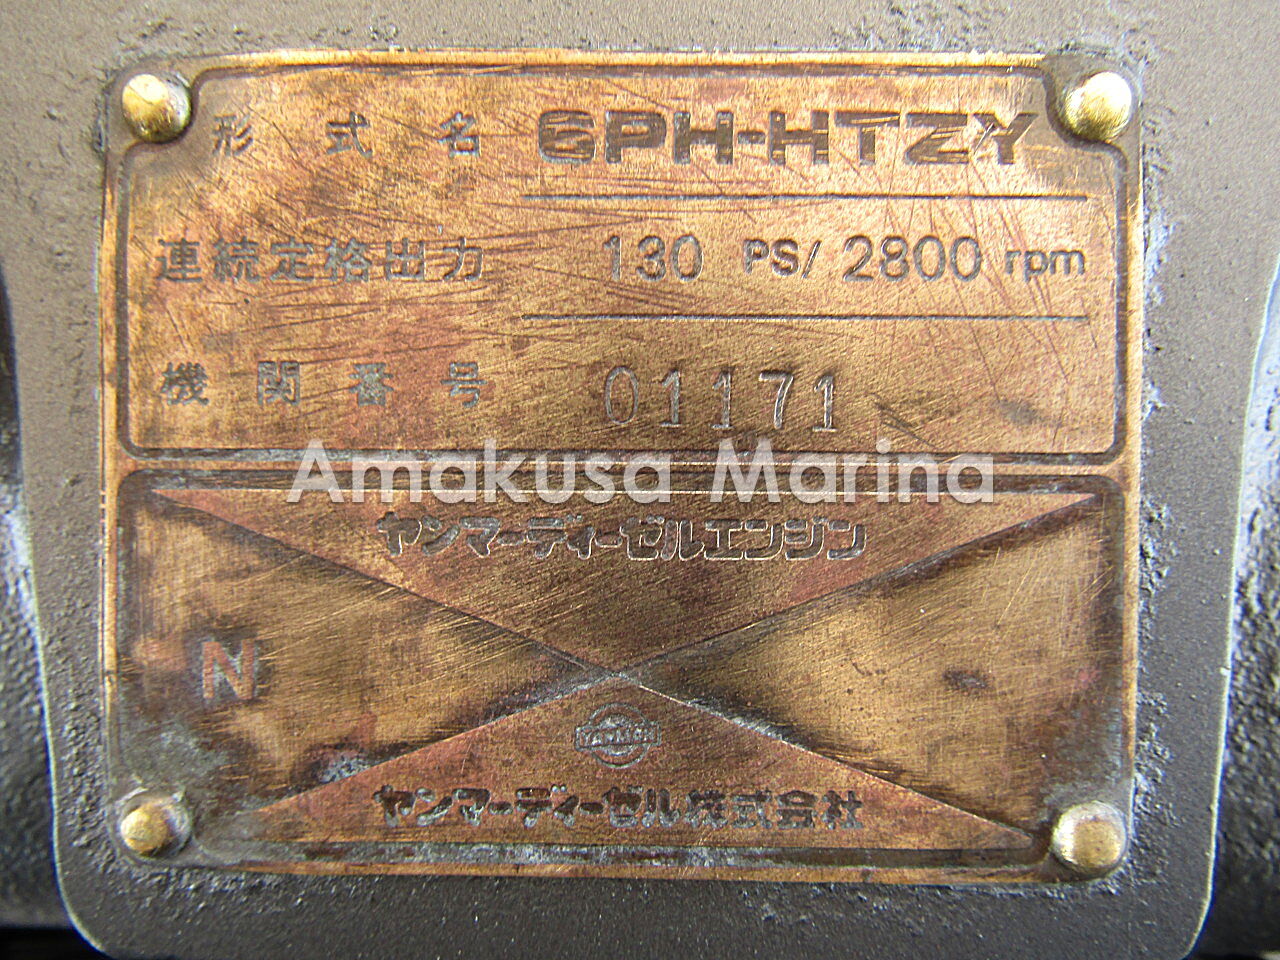 形式名 6PH-HTZY
連続定格出力 130 PS/2800 rpm
機関番号 01171
Amakusa Marina
ヤンマーディーゼルエンジン
N
YANMAR
ヤンマーディーゼル株式会社